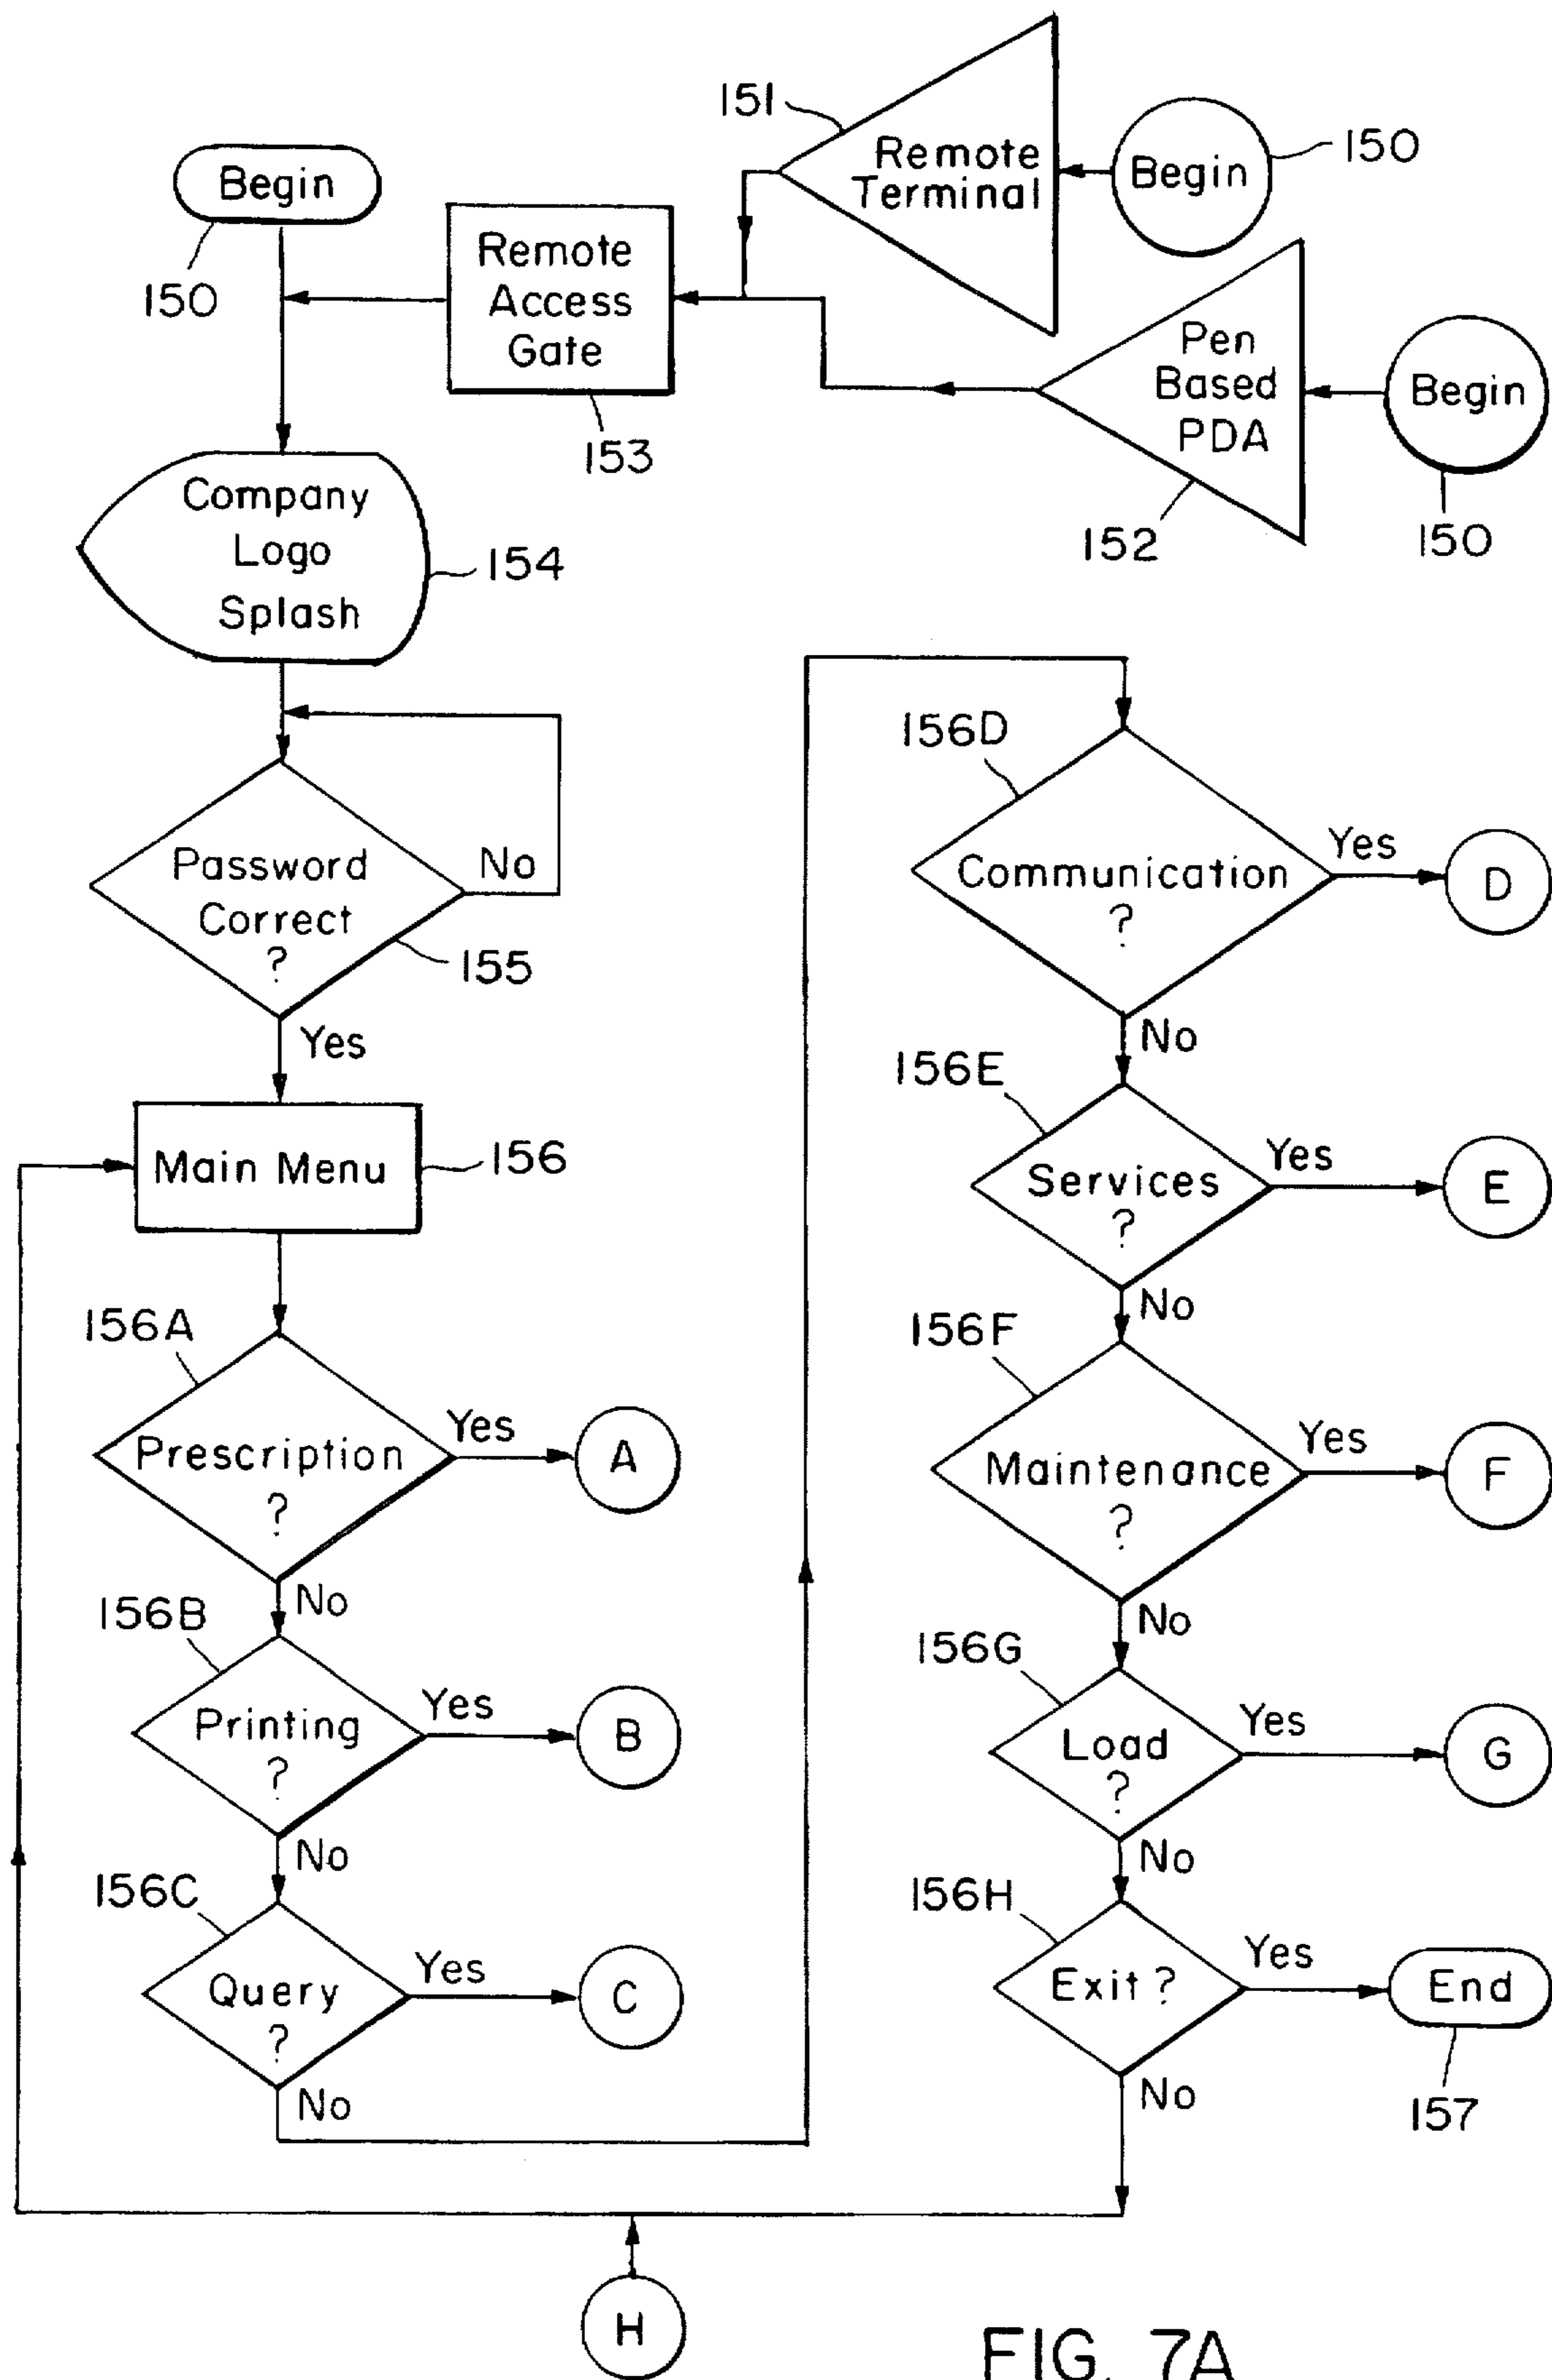 151
Remote
Terminal
Begin
150
Begin
150
Remote
Access
Gate
153
Pen
Based
PDA
152
Begin
150
Company
Logo
Splash
154
Password
Correct
?
No
155
Yes
Main Menu
156
156A
Prescription
?
Yes
A
No
156B
Printing
?
Yes
B
No
156C
Query
?
Yes
C
No
156D
Communication
?
Yes
D
No
156E
Services
?
Yes
E
No
156F
Maintenance
?
Yes
F
No
156G
Load
?
Yes
G
No
156H
Exit ?
Yes
End
157
No
H
FIG. 7A